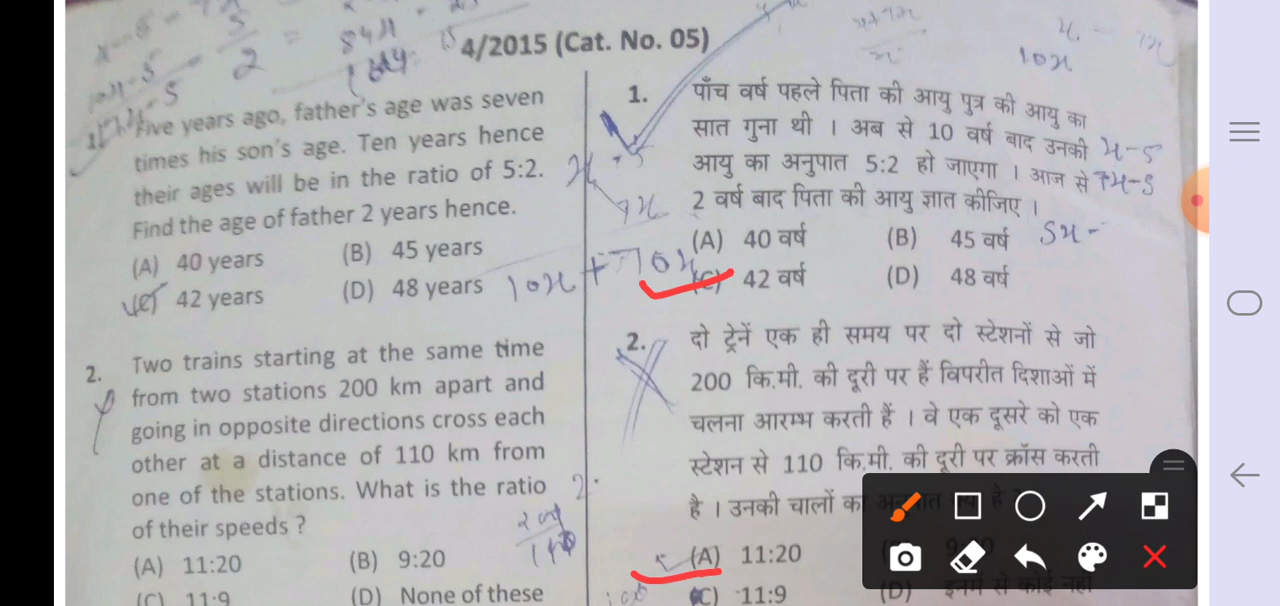 4/2015 (Cat. No. 05)
Five years ago, father's age was seven
times his son's age. Ten years hence
their ages will be in the ratio of 5:2.
Find the age of father 2 years hence.
(A) 40 years (B) 45 years
42 years (D) 48 years
2. Two trains starting at the same time
from two stations 200 km apart and
going in opposite directions cross each
other at a distance of 110 km from
one of the stations. What is the ratio
of their speeds ?
(A) 11:20 (B) 9:20
(C) 11:9 (D) None of these
1. पाँच वर्ष पहले पिता की आयु पुत्र की आयु का
सात गुना थी । अब से 10 वर्ष बाद उनकी
आयु का अनुपात 5:2 हो जाएगा । आज से
2 वर्ष बाद पिता की आयु ज्ञात कीजिए ।
(A) 40 वर्ष (B) 45 वर्ष
(C) 42 वर्ष (D) 48 वर्ष
2. दो ट्रेनें एक ही समय पर दो स्टेशनों से जो
200 कि.मी. की दूरी पर हैं विपरीत दिशाओं में
चलना आरम्भ करती हैं । वे एक दूसरे को एक
स्टेशन से 110 कि.मी. की दूरी पर क्रॉस करती
है । उनकी चालों का
(A) 11:20
(C) 11:9 (D) इनमें से कोई नहीं